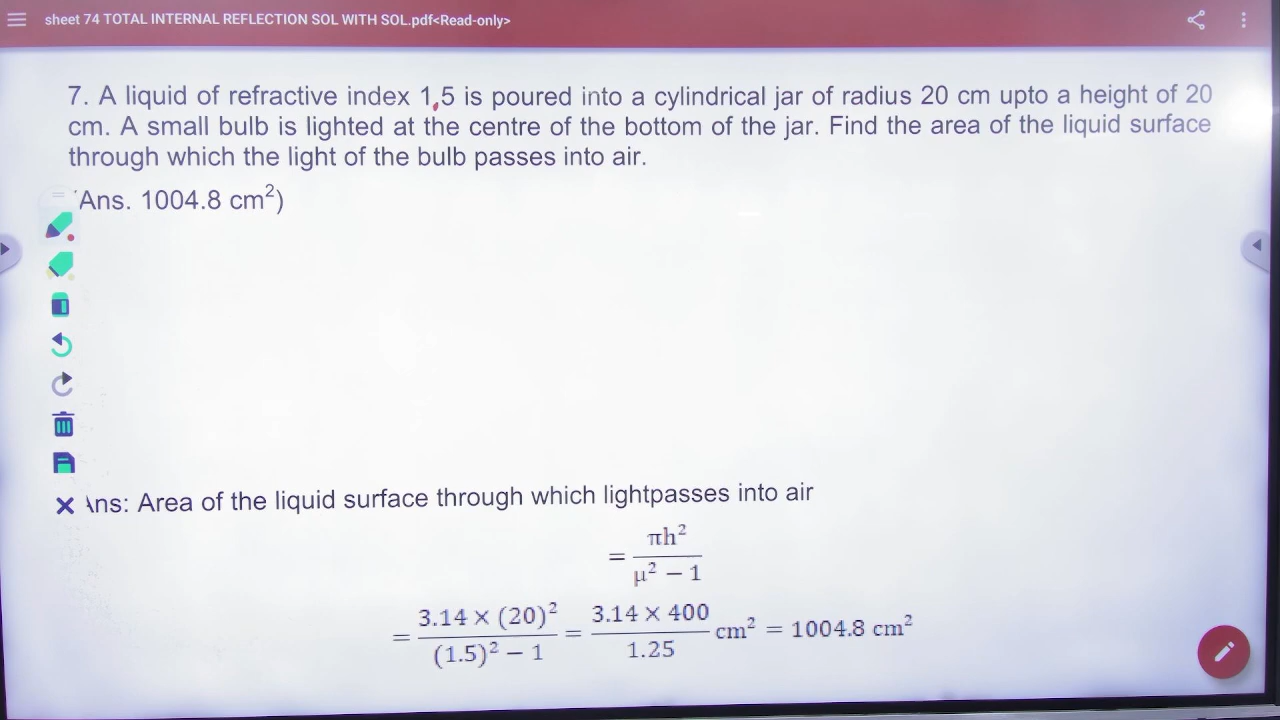 sheet 74 TOTAL INTERNAL REFLECTION SOL WITH SOL.pdf<Read-only>
7. A liquid of refractive index 1.5 is poured into a cylindrical jar of radius 20 cm upto a height of 20
cm. A small bulb is lighted at the centre of the bottom of the jar. Find the area of the liquid surface
through which the light of the bulb passes into air.
Ans. 1004.8 cm²)
Ans: Area of the liquid surface through which lightpasses into air
= πh² / μ² − 1
= 3.14 × (20)² / (1.5)² − 1 = 3.14 × 400 / 1.25 cm² = 1004.8 cm²